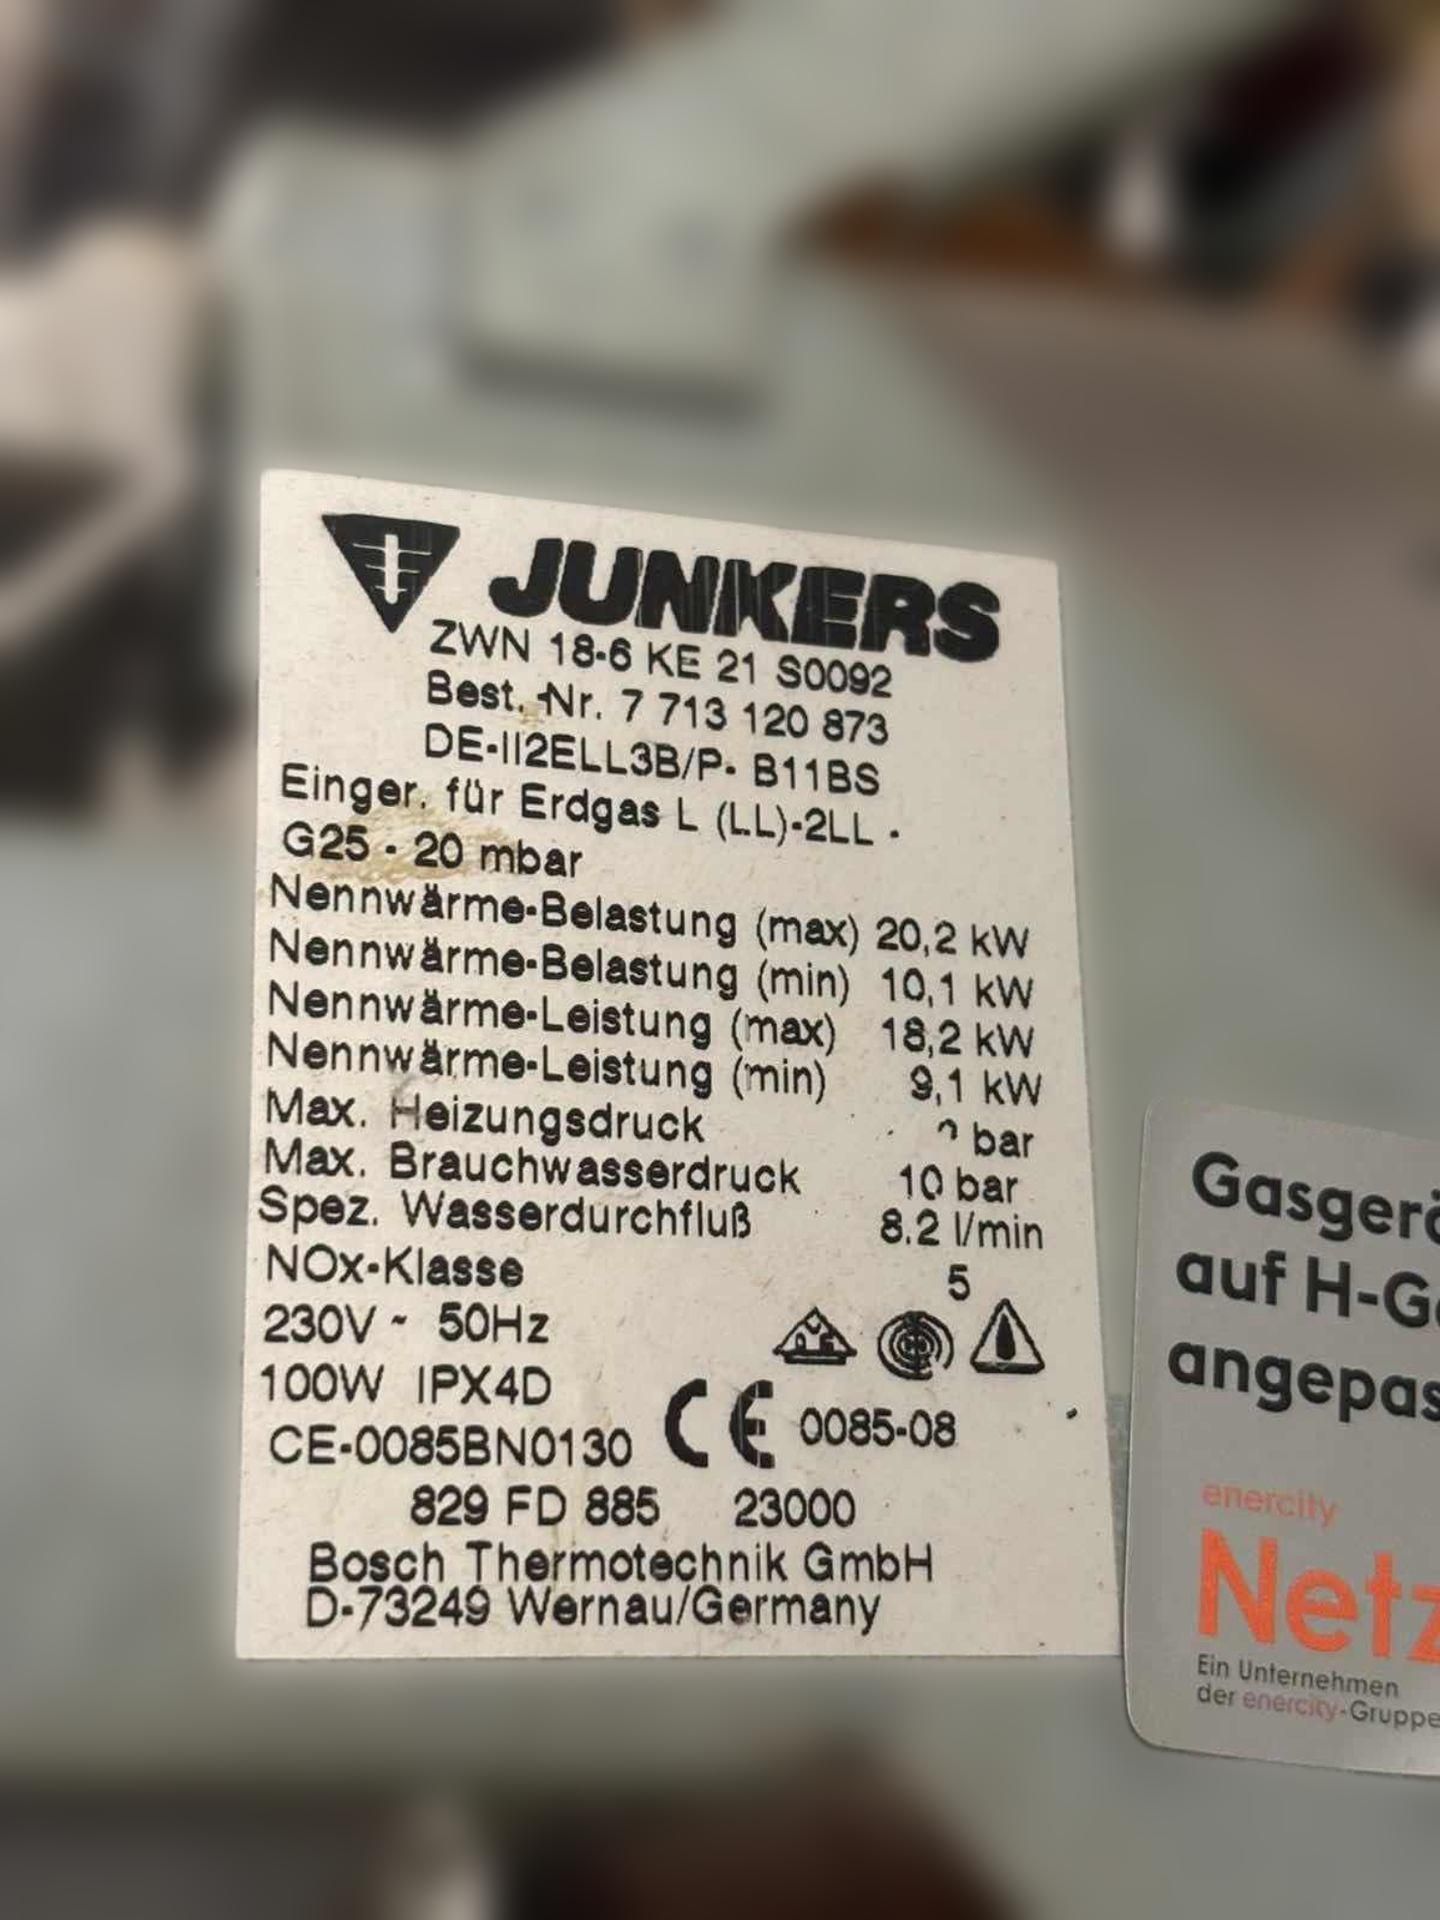 JUNKERS
ZWN 18-6 KE 21 S0092
Best.-Nr. 7 713 120 873
DE-II2ELL3B/P- B11BS
Einger. für Erdgas L (LL)-2LL -
G25 - 20 mbar
Nennwärme-Belastung (max) 20,2 kW
Nennwärme-Belastung (min) 10,1 kW
Nennwärme-Leistung (max) 18,2 kW
Nennwärme-Leistung (min) 9,1 kW
Max. Heizungsdruck bar
Max. Brauchwasserdruck 10 bar
Spez. Wasserdurchfluß 8.2 l/min
NOx-Klasse 5
230V ~ 50Hz
100W IPX4D
CE-0085BN0130 CE 0085-08
829 FD 885 23000
Bosch Thermotechnik GmbH
D-73249 Wernau/Germany
Gasgerä
auf H-Ga
angepas
enercity
Netz
Ein Unternehmen
der enercity-Gruppe